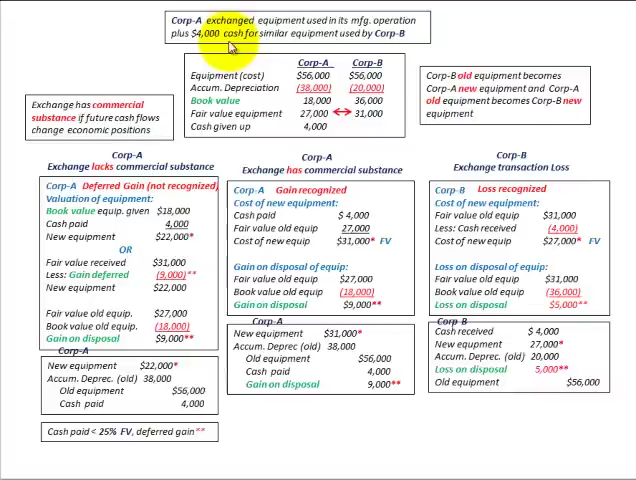 Corp-A exchanged equipment used in its mfg. operation
plus $4,000 cash for similar equipment used by Corp-B
Corp-A Corp-B
Equipment (cost) $56,000 $56,000
Accum. Depreciation (38,000) (20,000)
Book value 18,000 36,000
Fair value equipment 27,000 31,000
Cash given up 4,000
Exchange has commercial
substance if future cash flows
change economic positions
Corp-B old equipment becomes
Corp-A new equipment and Corp-A
old equipment becomes Corp-B new
equipment
Corp-A
Exchange lacks commercial substance
Corp-A Deferred Gain (not recognized)
Valuation of equipment:
Book value equip. given $18,000
Cash paid 4,000
New equipment $22,000*
OR
Fair value received $31,000
Less: Gain deferred (9,000)**
New equipment $22,000
Fair value old equip. $27,000
Book value old equip. (18,000)
Gain on disposal $9,000**
Corp-A
New equipment $22,000*
Accum. Deprec. (old) 38,000
Old equipment $56,000
Cash paid 4,000
Cash paid < 25% FV, deferred gain**
Corp-A
Exchange has commercial substance
Corp-A Gain recognized
Cost of new equipment:
Cash paid $ 4,000
Fair value old equip 27,000
Cost of new equip $31,000* FV
Gain on disposal of equip:
Fair value old equip $27,000
Book value old equip (18,000)
Gain on disposal $9,000**
Corp-A
New equipment $31,000*
Accum. Deprec. (old) 38,000
Old equipment $56,000
Cash paid 4,000
Gain on disposal 9,000**
Corp-B
Exchange transaction Loss
Corp-B Loss recognized
Cost of new equipment:
Fair value old equip $31,000
Less: Cash received (4,000)
Cost of new equip $27,000* FV
Loss on disposal of equip:
Fair value old equip $31,000
Book value old equip (36,000)
Loss on disposal $5,000**
Corp-B
Cash received $ 4,000
New equipment 27,000*
Accum. Deprec. (old) 20,000
Loss on disposal 5,000**
Old equipment $56,000